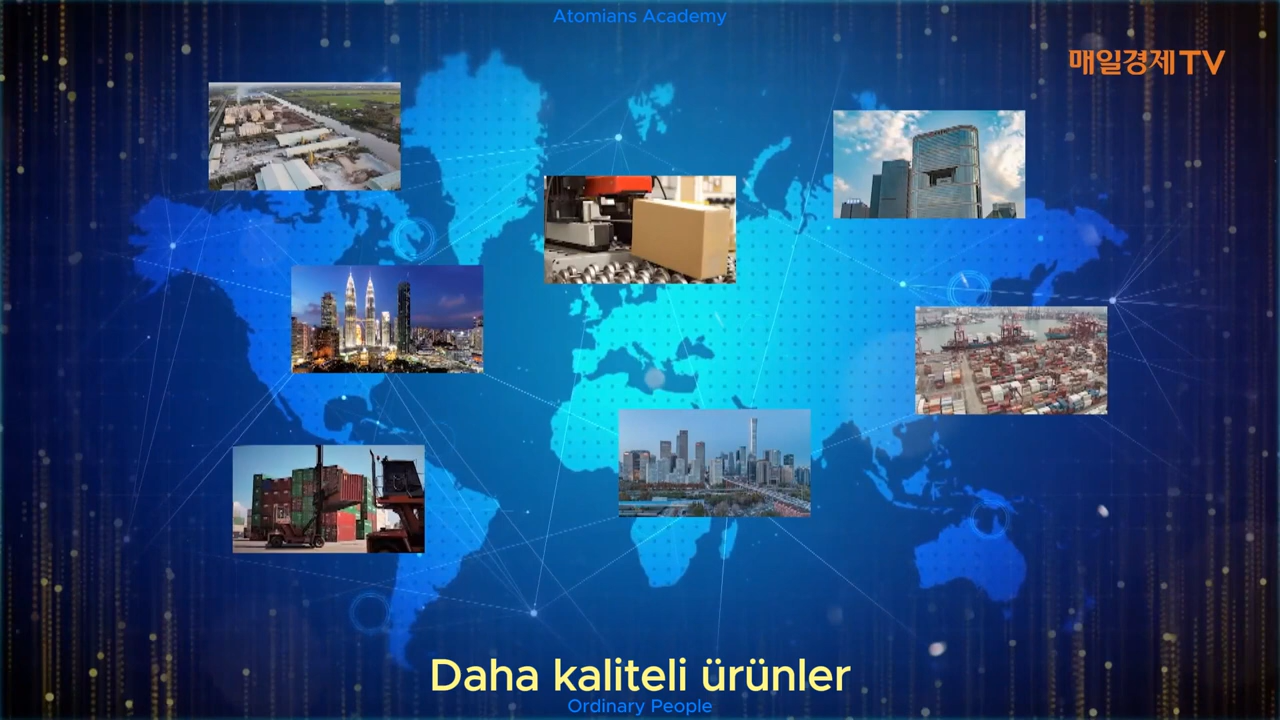 Atomians Academy
매일경제TV
Daha kaliteli ürünler
Ordinary People